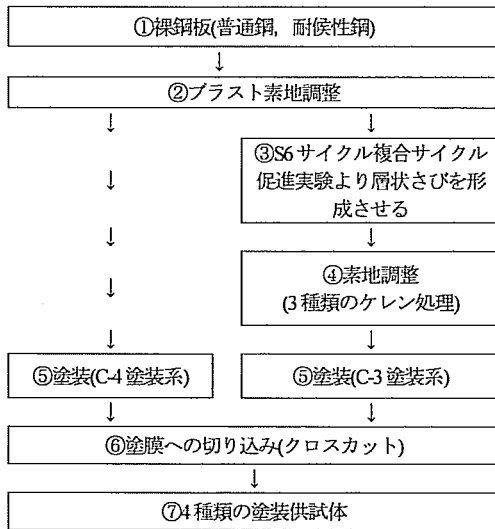 ①裸鋼板(普通鋼，耐侯性鋼)
↓
②ブラスト素地調整
↓ ↓
③S6サイクル複合サイクル
促進実験より層状さびを形
成させる
↓
↓ ↓
④素地調整
(3種類のケレン処理)
↓
↓ ↓
⑤塗装(C-4塗装系) ⑤塗装(C-3塗装系)
↓ ↓
⑥塗膜への切り込み(クロスカット)
↓
⑦4種類の塗装供試体